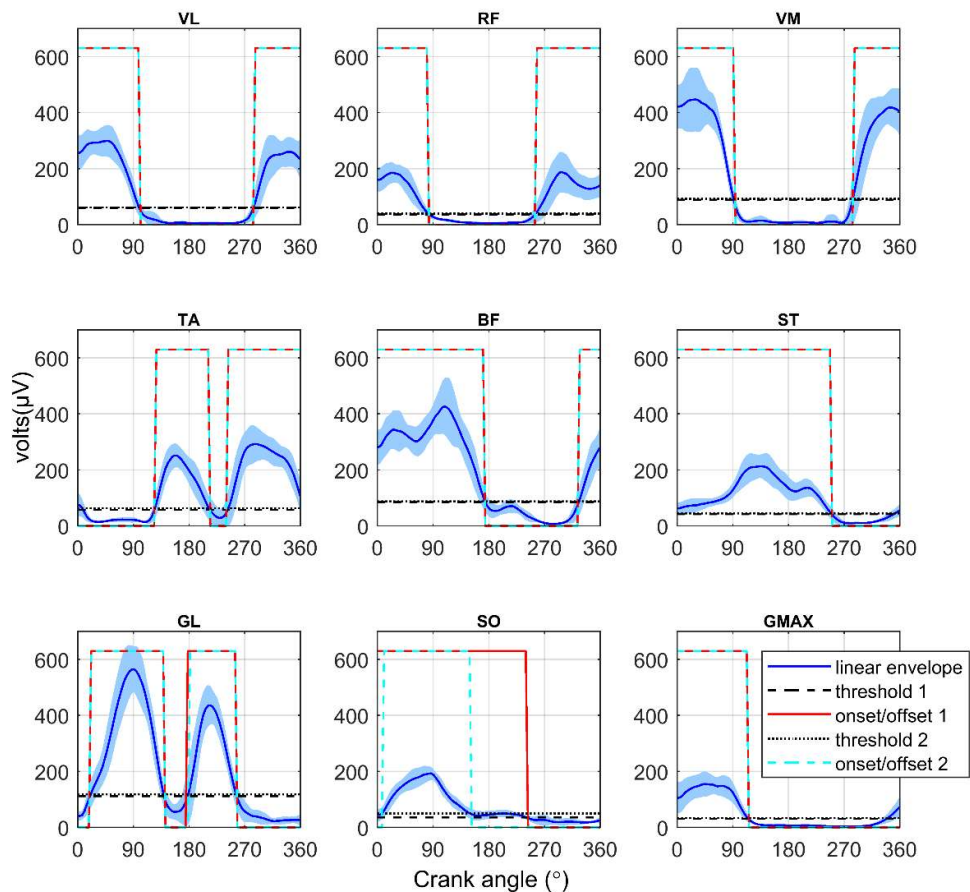 VL RF VM
600 600 600
400 400 400
200 200 200
0 0 0
0 90 180 270 360 0 90 180 270 360 0 90 180 270 360
TA BF ST
600 600 600
400 400 400
200 200 200
0 0 0
0 90 180 270 360 0 90 180 270 360 0 90 180 270 360
volts(μV)
GL SO GMAX
600 600 600
400 400 400
200 200 200
0 0 0
0 90 180 270 360 0 90 180 270 360 0 90 180 270 360
linear envelope
threshold 1
onset/offset 1
threshold 2
onset/offset 2
Crank angle (°)